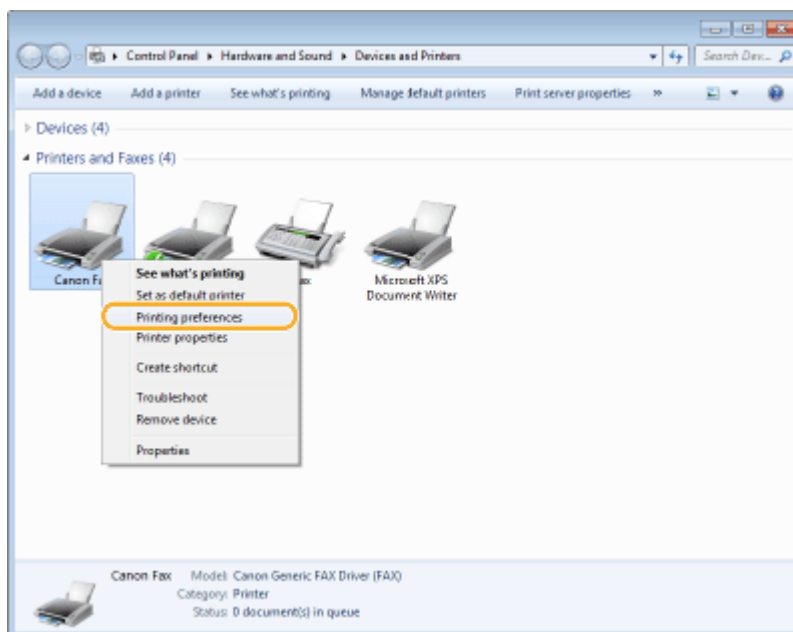 Control Panel ▸ Hardware and Sound ▸ Devices and Printers
Search Dev...
Add a device Add a printer See what's printing Manage default printers Print server properties »
Devices (4)
Printers and Faxes (4)
Canon Fa
Microsoft XPS
Document Writer
See what's printing
Set as default printer
Printing preferences
Printer properties
Create shortcut
Troubleshoot
Remove device
Properties
Canon Fax Model: Canon Generic FAX Driver (FAX)
Category: Printer
Status: 0 document(s) in queue